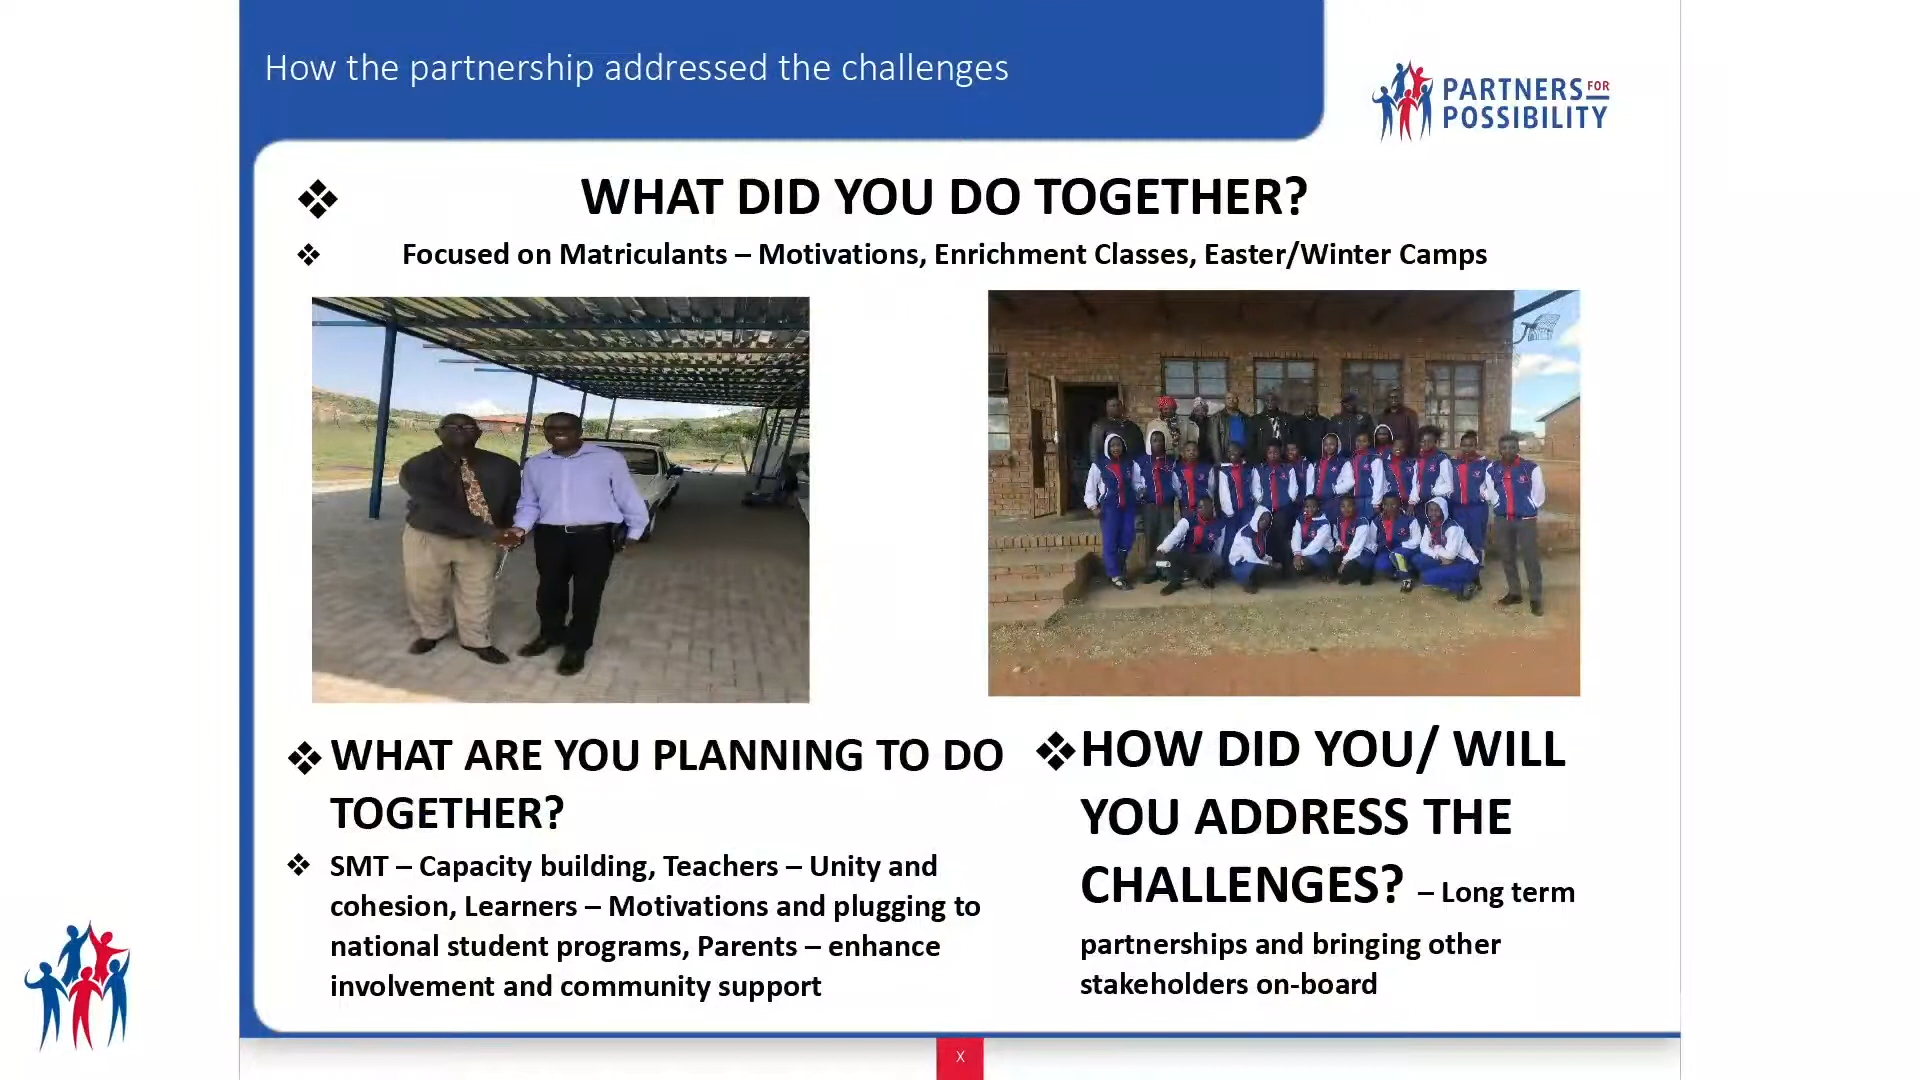 How the partnership addressed the challenges
PARTNERS FOR
POSSIBILITY
❖ WHAT DID YOU DO TOGETHER?
❖ Focused on Matriculants – Motivations, Enrichment Classes, Easter/Winter Camps
❖ WHAT ARE YOU PLANNING TO DO
TOGETHER?
❖ SMT – Capacity building, Teachers – Unity and
cohesion, Learners – Motivations and plugging to
national student programs, Parents – enhance
involvement and community support
❖ HOW DID YOU/ WILL
YOU ADDRESS THE
CHALLENGES? – Long term
partnerships and bringing other
stakeholders on-board
X